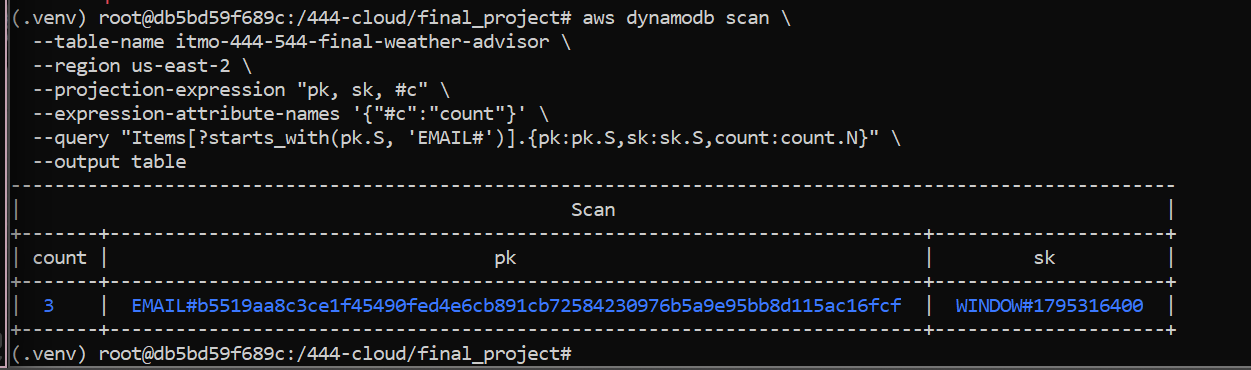 (.venv) root@db5bd59f689c:/444-cloud/final_project# aws dynamodb scan \
  --table-name itmo-444-544-final-weather-advisor \
  --region us-east-2 \
  --projection-expression "pk, sk, #c" \
  --expression-attribute-names '{"#c":"count"}' \
  --query "Items[?starts_with(pk.S, 'EMAIL#')].{pk:pk.S,sk:sk.S,count:count.N}" \
  --output table
-------------------------------------------------------------------------------------------------------
|                                                 Scan                                                 |
+-------+------------------------------------------------------------------------+---------------------+
| count |                                   pk                                   |         sk          |
+-------+------------------------------------------------------------------------+---------------------+
|  3    |  EMAIL#b5519aa8c3ce1f45490fed4e6cb891cb72584230976b5a9e95bb8d115ac16fcf  |  WINDOW#1795316400  |
+-------+------------------------------------------------------------------------+---------------------+
(.venv) root@db5bd59f689c:/444-cloud/final_project#